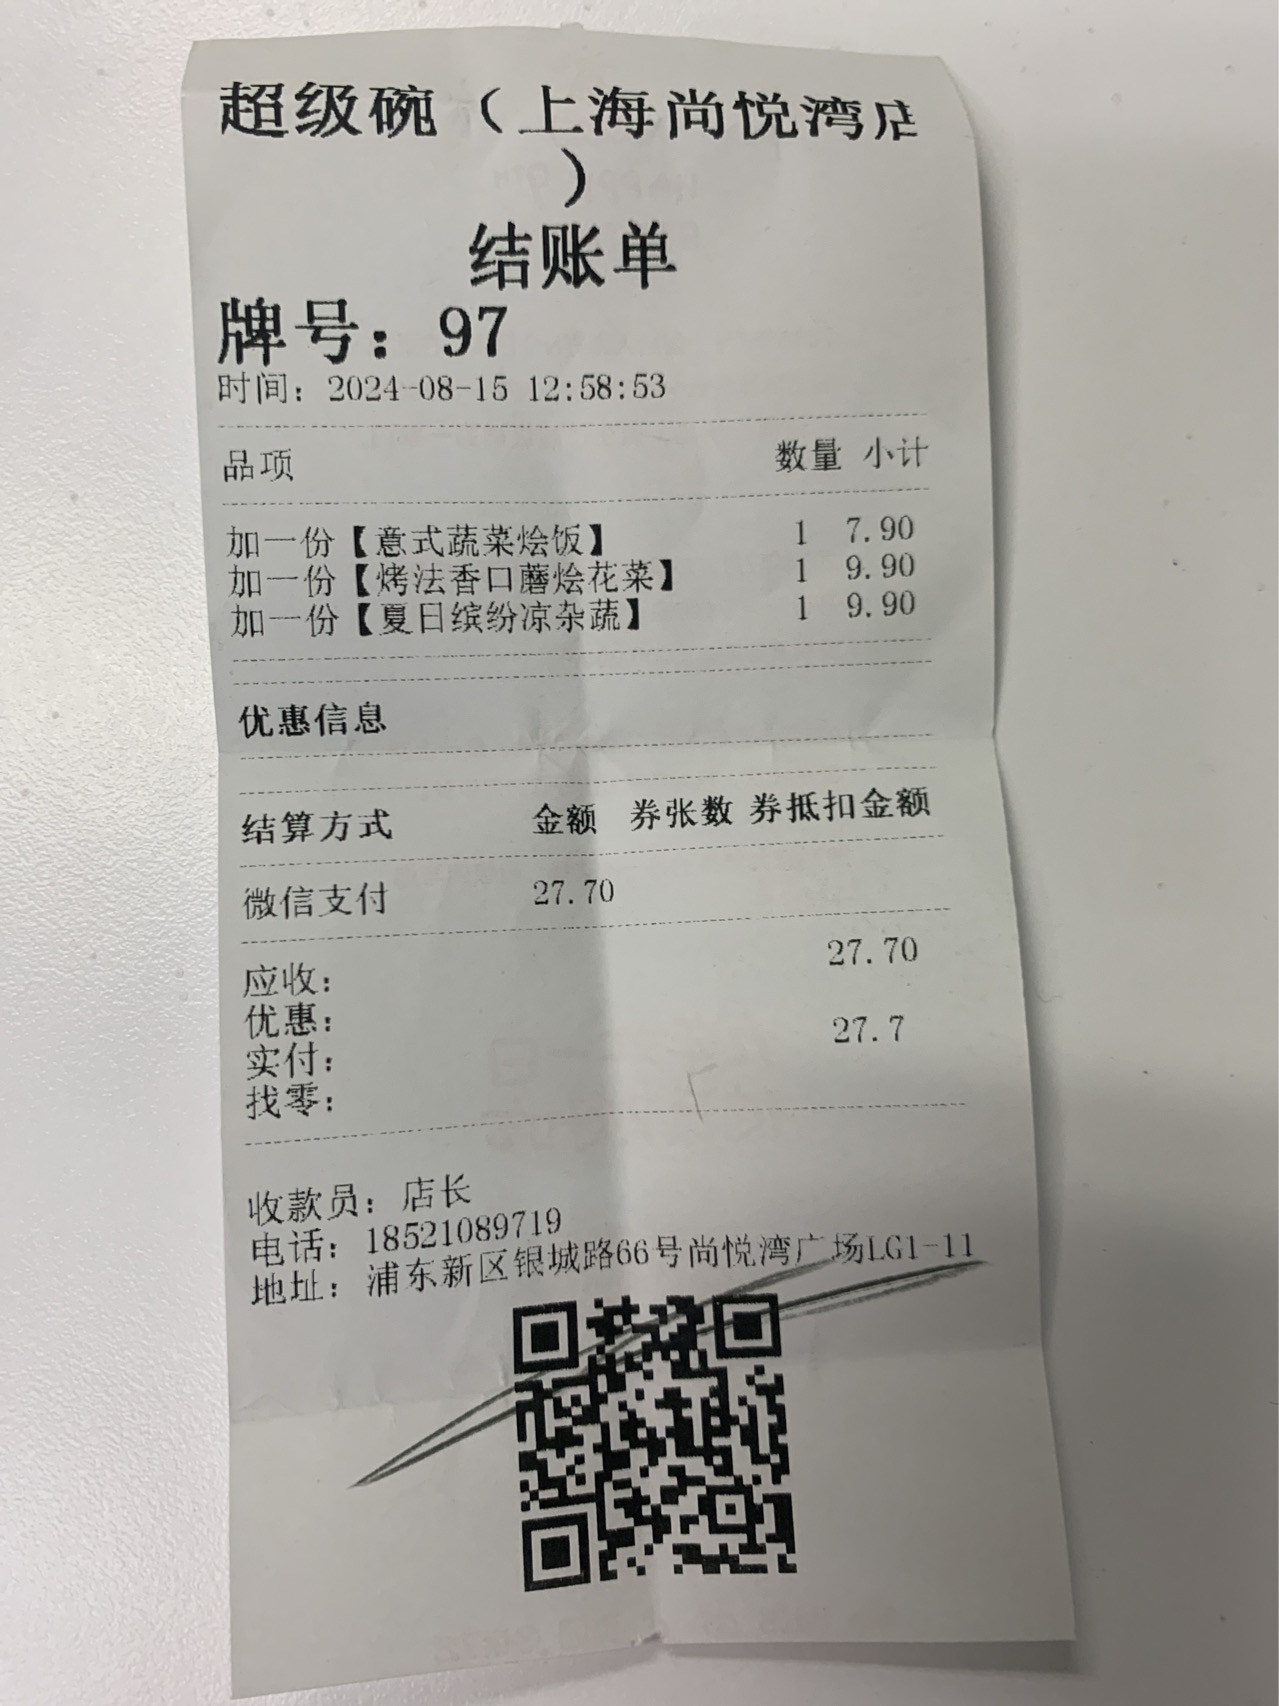 超级碗（上海尚悦湾店
）
结账单
牌号：97
时间：2024-08-15 12:58:53
品项 数量 小计
加一份【意式蔬菜烩饭】 1 7.90
加一份【烤法香口蘑烩花菜】 1 9.90
加一份【夏日缤纷凉杂蔬】 1 9.90
优惠信息
结算方式 金额 券张数 券抵扣金额
微信支付 27.70
应收： 27.70
优惠：
实付： 27.7
找零：
收款员：店长
电话：18521089719
地址：浦东新区银城路66号尚悦湾广场LG1-11